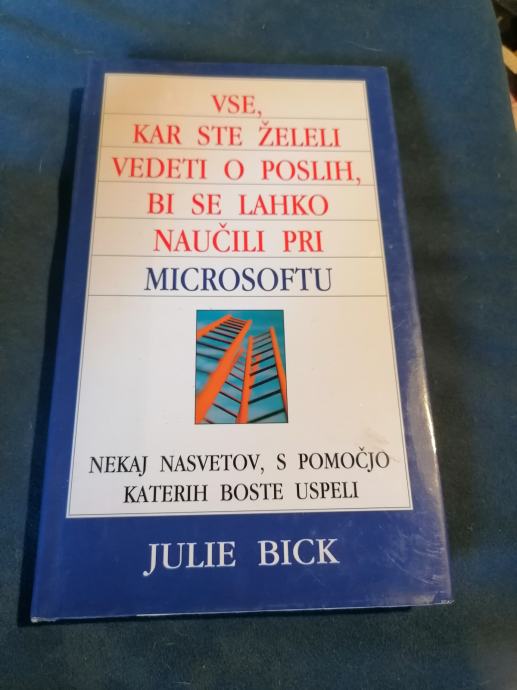 VSE,
KAR STE ŽELELI
VEDETI O POSLIH,
BI SE LAHKO
NAUČILI PRI
MICROSOFTU
NEKAJ NASVETOV, S POMOČJO
KATERIH BOSTE USPELI
JULIE BICK